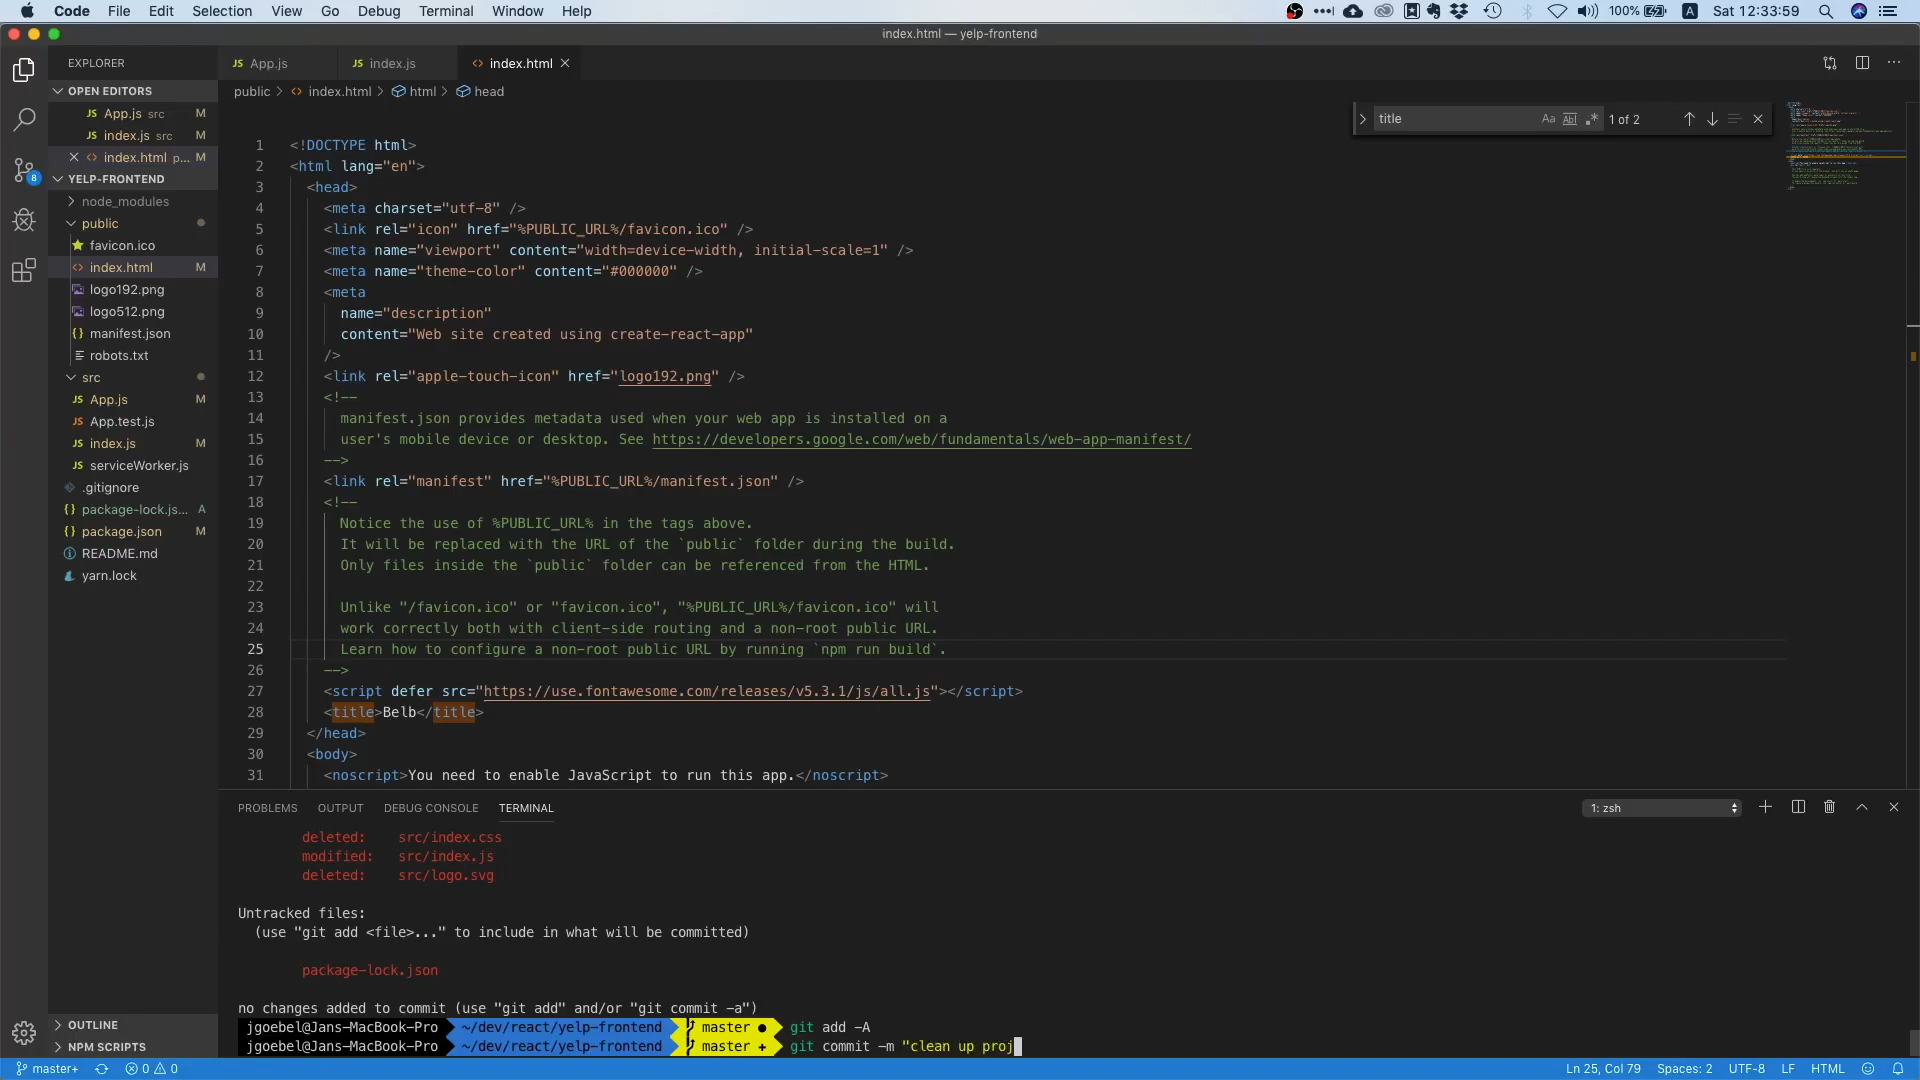 Code File Edit Selection View Go Debug Terminal Window Help 100% A Sat 12:33:59
index.html — yelp-frontend
EXPLORER
OPEN EDITORS
JS App.js src M
JS index.js src M
index.html p... M
YELP-FRONTEND
node_modules
public
favicon.ico
index.html M
logo192.png
logo512.png
manifest.json
robots.txt
src
JS App.js M
JS App.test.js
JS index.js M
JS serviceWorker.js
.gitignore
package-lock.js... A
package.json M
README.md
yarn.lock
OUTLINE
NPM SCRIPTS
8
JS App.js JS index.js index.html
public > index.html > html > head
title Aa Abl .* 1 of 2
1 <!DOCTYPE html>
2 <html lang="en">
3 <head>
4 <meta charset="utf-8" />
5 <link rel="icon" href="%PUBLIC_URL%/favicon.ico" />
6 <meta name="viewport" content="width=device-width, initial-scale=1" />
7 <meta name="theme-color" content="#000000" />
8 <meta
9 name="description"
10 content="Web site created using create-react-app"
11 />
12 <link rel="apple-touch-icon" href="logo192.png" />
13 <!--
14 manifest.json provides metadata used when your web app is installed on a
15 user's mobile device or desktop. See https://developers.google.com/web/fundamentals/web-app-manifest/
16 -->
17 <link rel="manifest" href="%PUBLIC_URL%/manifest.json" />
18 <!--
19 Notice the use of %PUBLIC_URL% in the tags above.
20 It will be replaced with the URL of the `public` folder during the build.
21 Only files inside the `public` folder can be referenced from the HTML.
22
23 Unlike "/favicon.ico" or "favicon.ico", "%PUBLIC_URL%/favicon.ico" will
24 work correctly both with client-side routing and a non-root public URL.
25 Learn how to configure a non-root public URL by running `npm run build`.
26 -->
27 <script defer src="https://use.fontawesome.com/releases/v5.3.1/js/all.js"></script>
28 <title>Belb</title>
29 </head>
30 <body>
31 <noscript>You need to enable JavaScript to run this app.</noscript>
PROBLEMS OUTPUT DEBUG CONSOLE TERMINAL 1: zsh
deleted: src/index.css
modified: src/index.js
deleted: src/logo.svg
Untracked files:
(use "git add <file>..." to include in what will be committed)
package-lock.json
no changes added to commit (use "git add" and/or "git commit -a")
jgoebel@Jans-MacBook-Pro ~/dev/react/yelp-frontend master ● git add -A
jgoebel@Jans-MacBook-Pro ~/dev/react/yelp-frontend master + git commit -m "clean up proj
master+ 0 0 Ln 25, Col 79 Spaces: 2 UTF-8 LF HTML